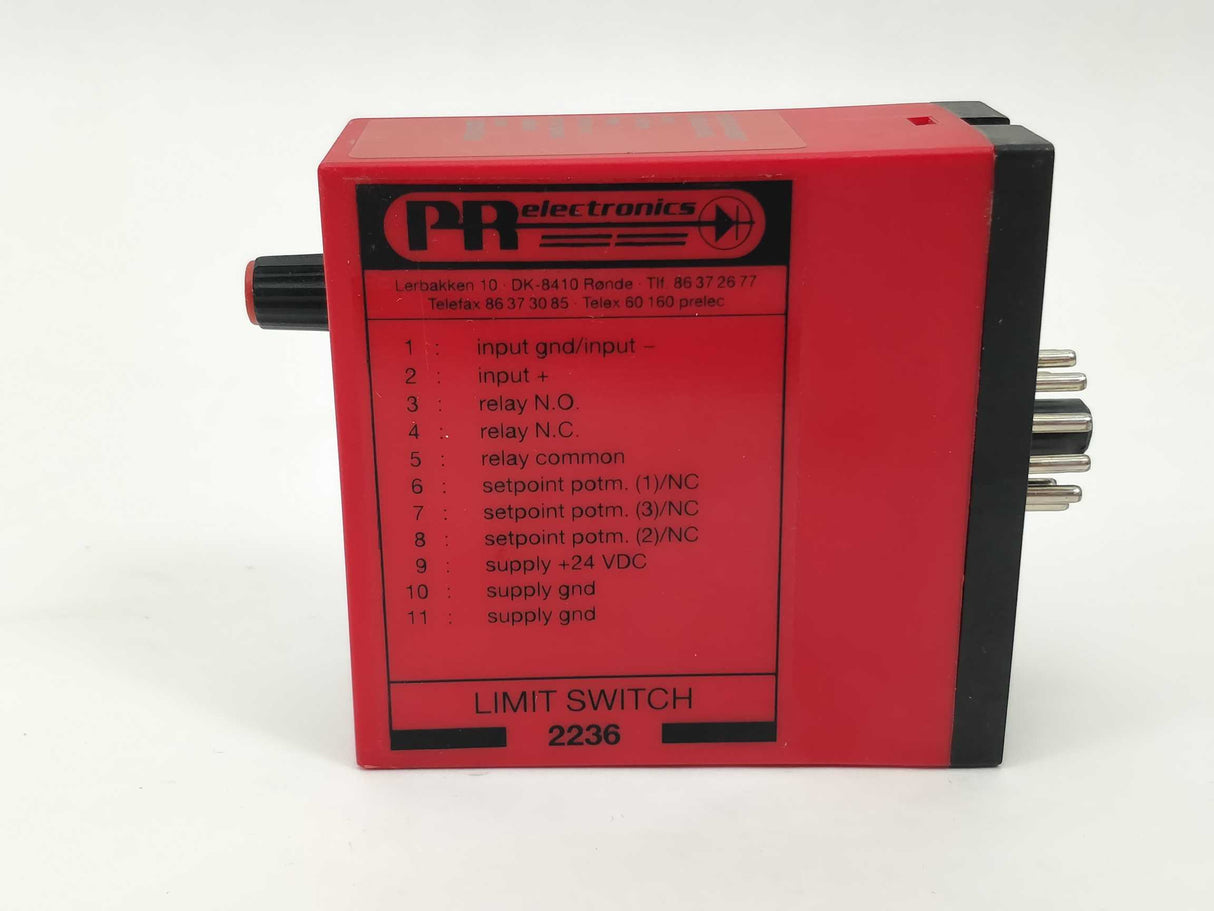 PR electronics
Lerbakken 10 · DK-8410 Rønde · Tlf. 86 37 26 77
Telefax 86 37 30 85 · Telex 60 160 prelec
1 : input gnd/input –
2 : input +
3 : relay N.O.
4 : relay N.C.
5 : relay common
6 : setpoint potm. (1)/NC
7 : setpoint potm. (3)/NC
8 : setpoint potm. (2)/NC
9 : supply +24 VDC
10 : supply gnd
11 : supply gnd
LIMIT SWITCH
2236